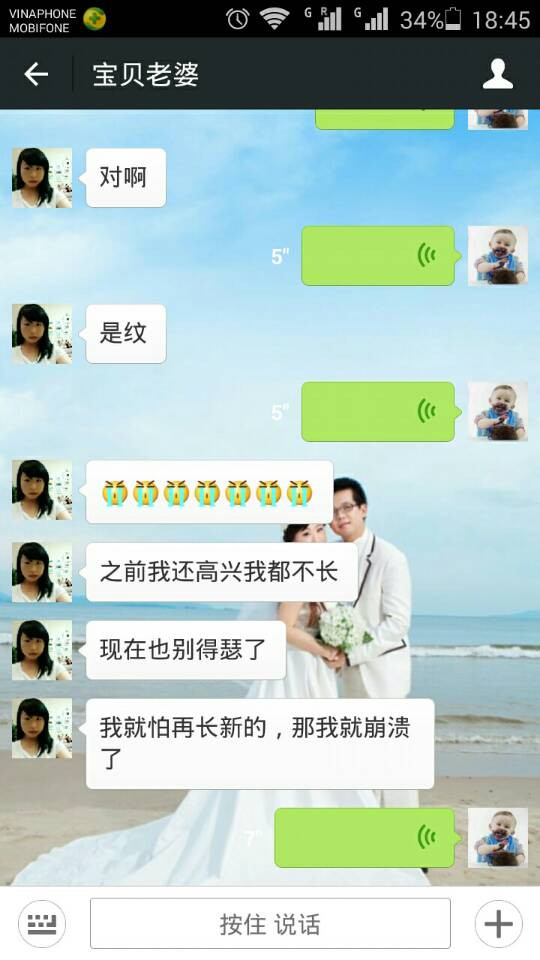 VINAPHONE
MOBIFONE
G R G 34% 18:45
宝贝老婆
对啊
5"
是纹
5"
之前我还高兴我都不长
现在也别得瑟了
我就怕再长新的，那我就崩溃
了
7"
按住 说话